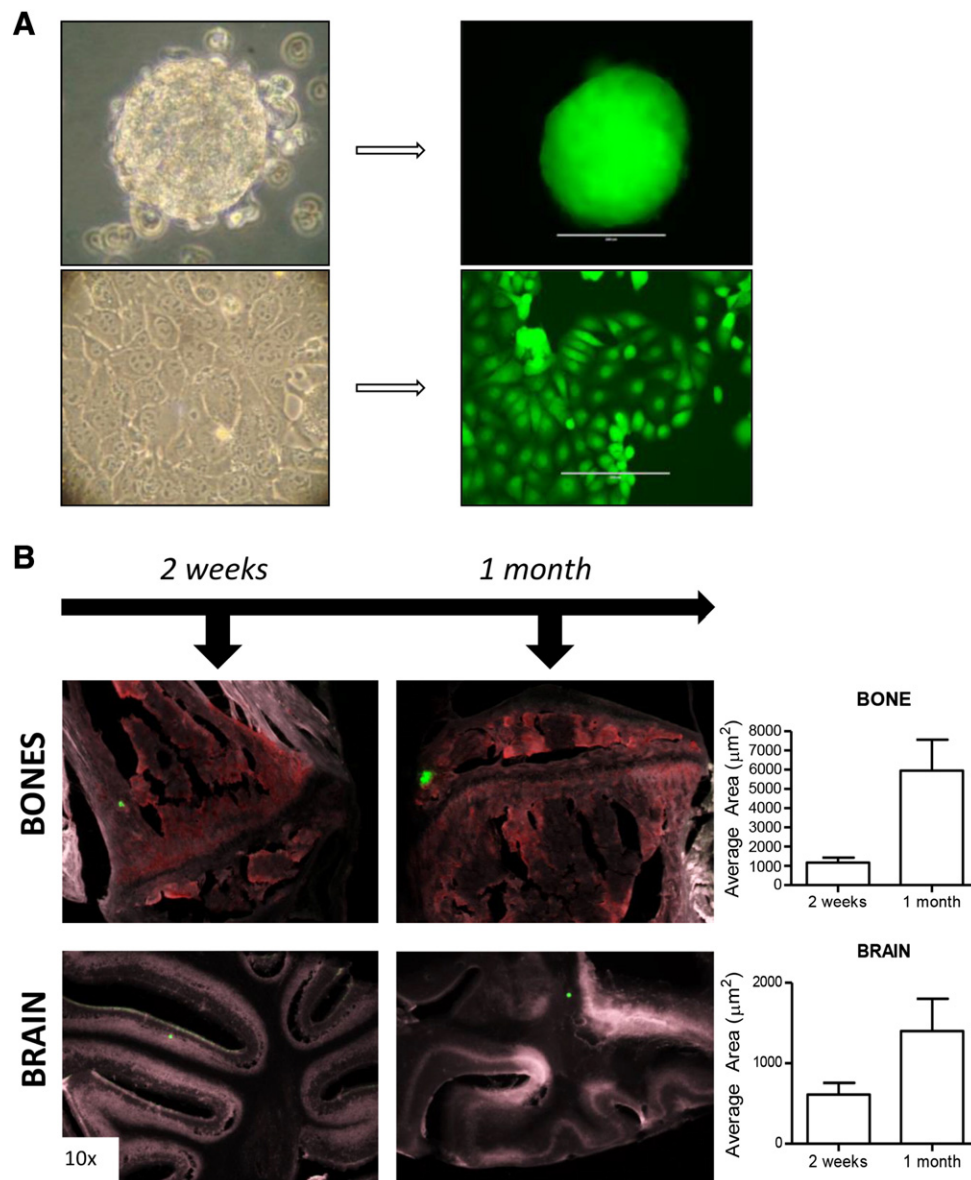 A
B
2 weeks
1 month
BONES
BONE
Average Area (μm²)
8000
7000
6000
5000
4000
3000
2000
1000
0
2 weeks
1 month
BRAIN
10x
BRAIN
Average Area (μm²)
2000
1000
0
2 weeks
1 month